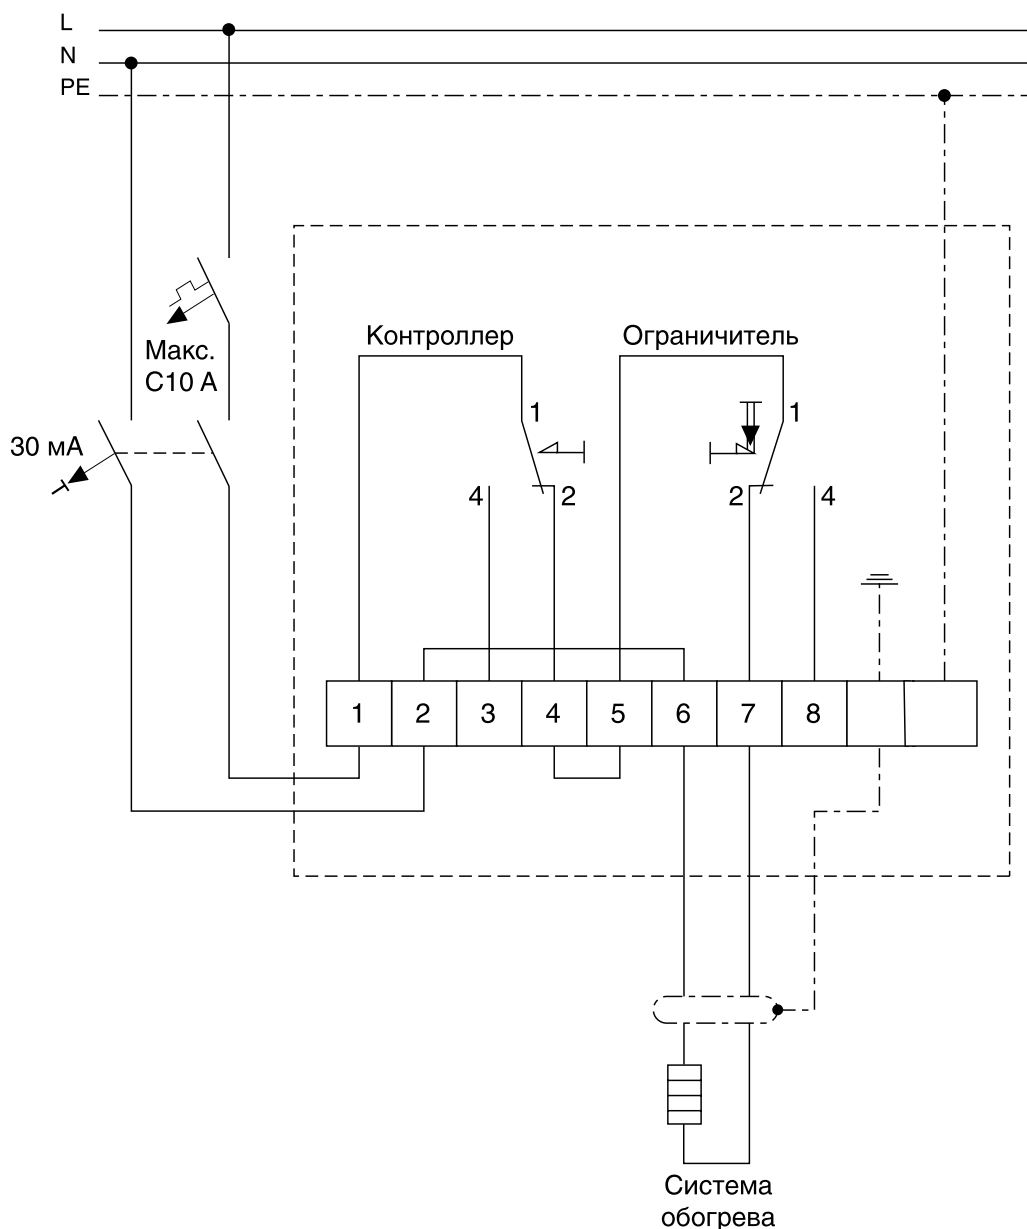 L
N
PE
Контроллер
Ограничитель
Макс.
C10 A
1
1
30 мА
4
2
2
4
1 2 3 4 5 6 7 8
Система
обогрева